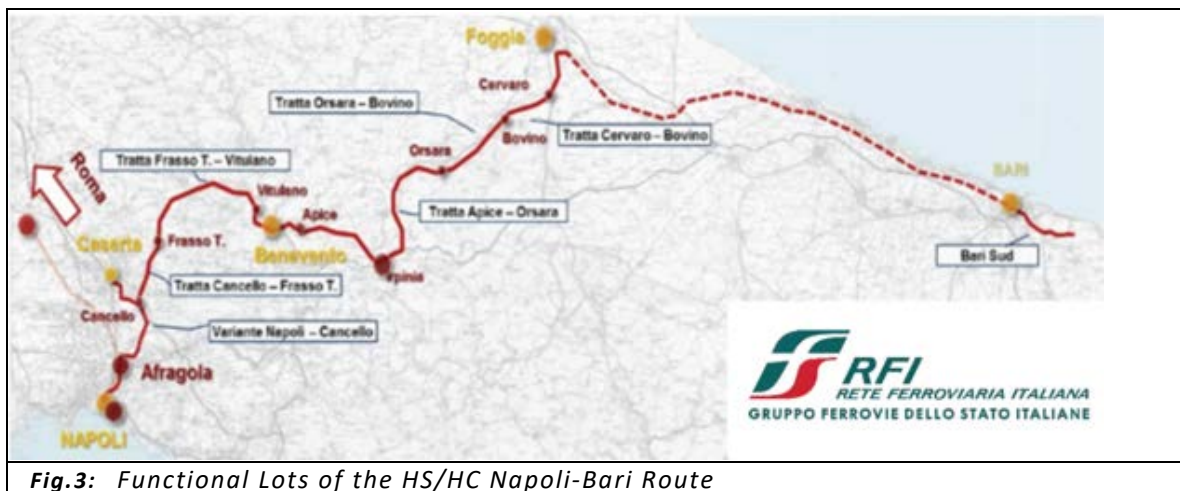 Foggia
Cervaro
Tratta Orsara – Bovino
Bovino
Tratta Cervaro – Bovino
Orsara
Roma
Tratta Frasso T. – Vitulano
Vitulano
Apice
Tratta Apice – Orsara
BARI
Caserta
Frasso T.
Benevento
Irpinia
Bari Sud
Tratta Cancello – Frasso T.
Cancello
Variante Napoli – Cancello
Afragola
NAPOLI
RFI
RETE FERROVIARIA ITALIANA
GRUPPO FERROVIE DELLO STATO ITALIANE
Fig.3: Functional Lots of the HS/HC Napoli-Bari Route